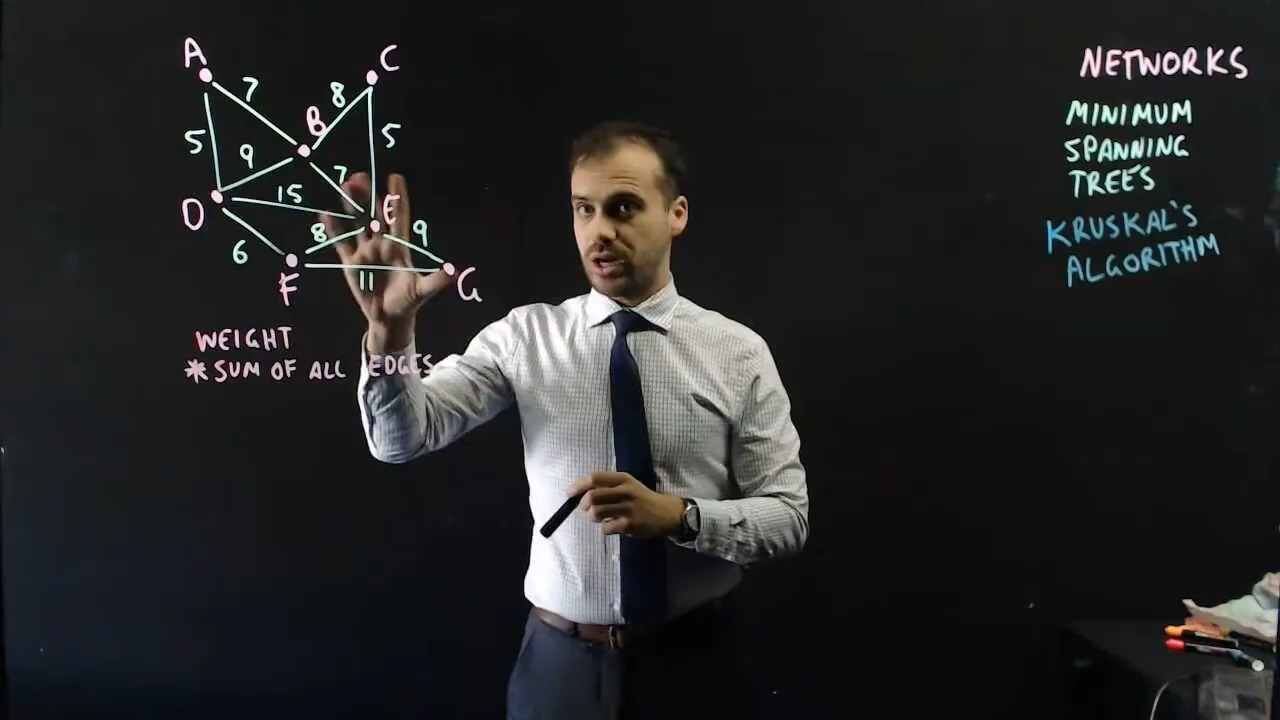 A
C
7
8
B
5
5
9
7
15
D
E
8
9
6
11
F
G
WEIGHT
*SUM OF ALL EDGES
NETWORKS
MINIMUM
SPANNING
TREES
KRUSKAL'S
ALGORITHM